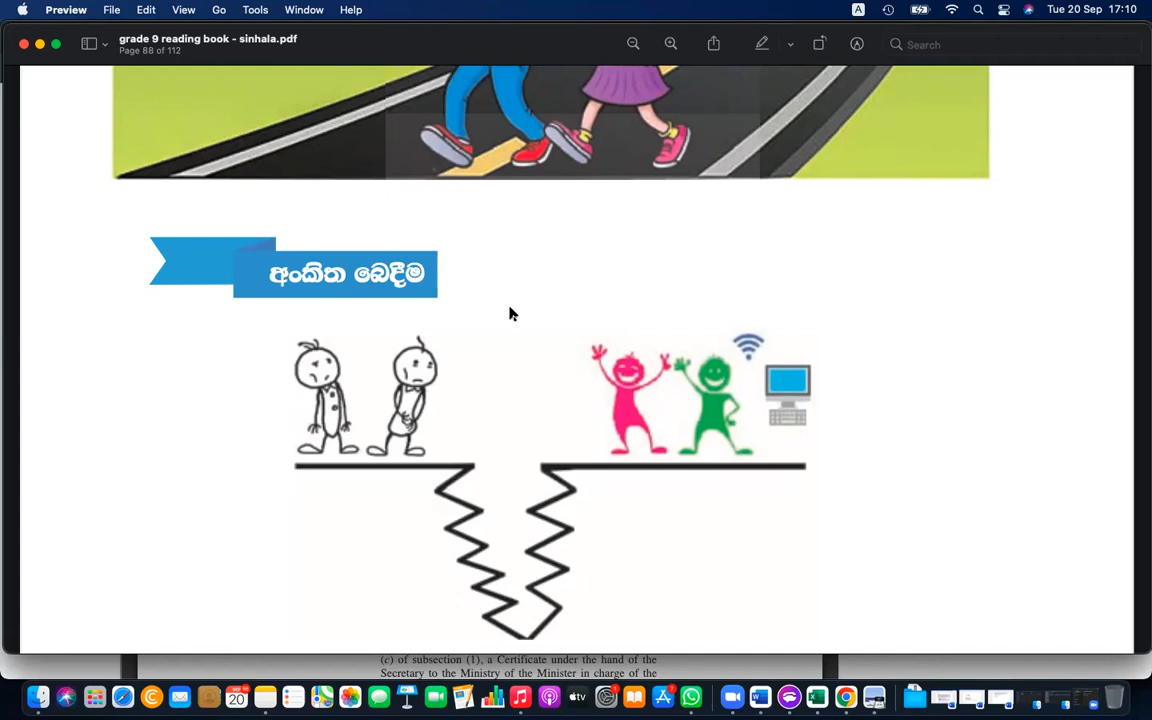 Preview File Edit View Go Tools Window Help A Tue 20 Sep 17:10
grade 9 reading book - sinhala.pdf
Page 88 of 112
Search
අංකිත බෙදීම
(c) of subsection (1), a Certificate under the hand of the
Secretary to the Ministry of the Minister in charge of the
tv